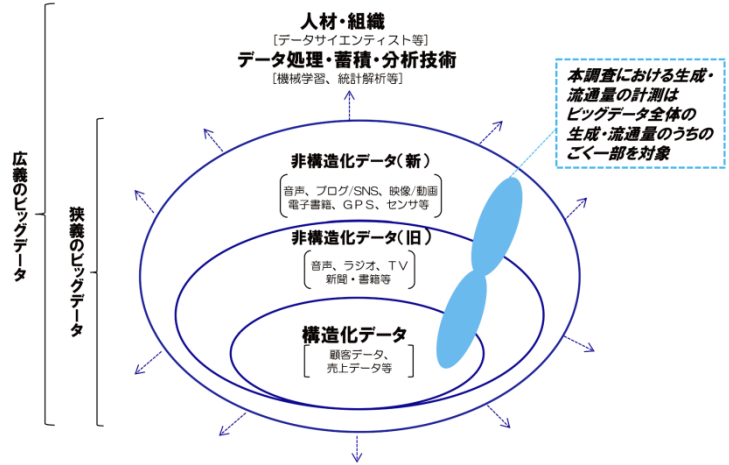 人材・組織
[データサイエンティスト等]
データ処理・蓄積・分析技術
[機械学習、統計解析等]
本調査における生成・
流通量の計測は
ビッグデータ全体の
生成・流通量のうちの
ごく一部を対象
広義のビッグデータ
狭義のビッグデータ
非構造化データ(新)
音声、ブログ/SNS、映像/動画
電子書籍、GPS、センサ等
非構造化データ(旧)
音声、ラジオ、TV
新聞・書籍等
構造化データ
顧客データ、
売上データ等